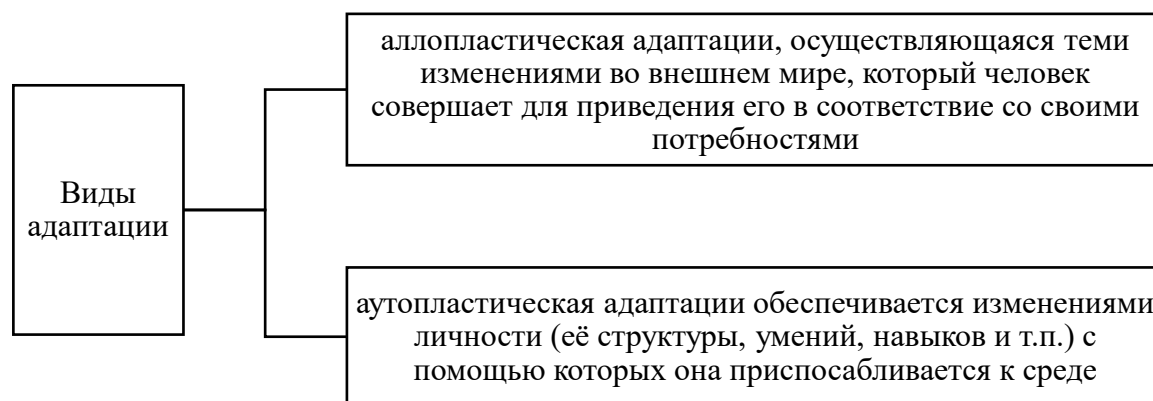 аллопластическая адаптации, осуществляющаяся теми
изменениями во внешнем мире, который человек
совершает для приведения его в соответствие со своими
потребностями
Виды
адаптации
аутопластическая адаптации обеспечивается изменениями
личности (её структуры, умений, навыков и т.п.) с
помощью которых она приспосабливается к среде